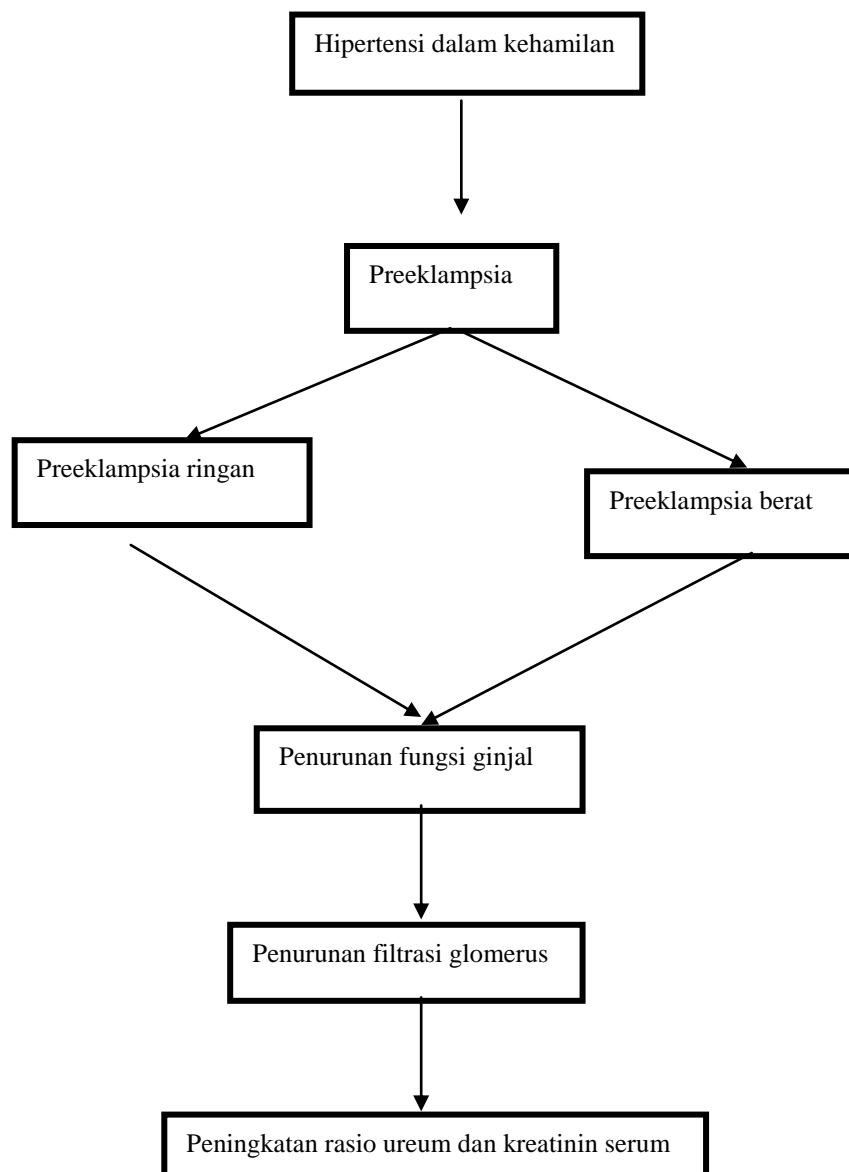 Hipertensi dalam kehamilan
Preeklampsia
Preeklampsia ringan
Preeklampsia berat
Penurunan fungsi ginjal
Penurunan filtrasi glomerus
Peningkatan rasio ureum dan kreatinin serum